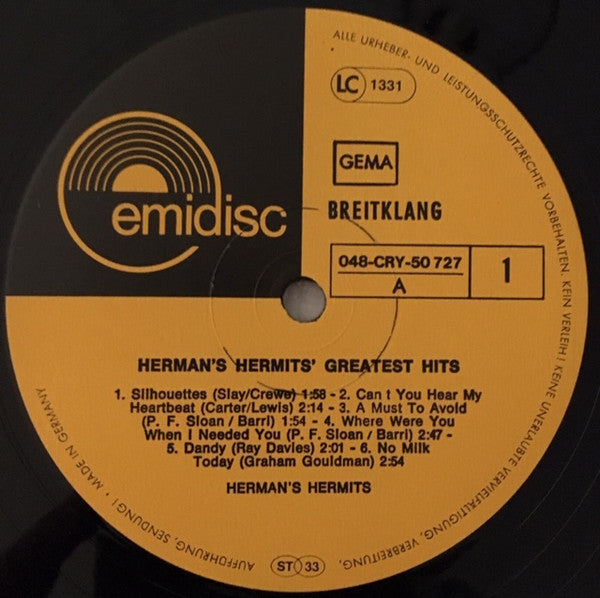 LC 1331
GEMA
emidisc
BREITKLANG
048-CRY-50 727
A
1
HERMAN'S HERMITS' GREATEST HITS
1. Silhouettes (Slay/Crewe) 1:58 - 2. Can t You Hear My
Heartbeat (Carter/Lewis) 2:14 - 3. A Must To Avoid
(P. F. Sloan / Barri) 1:54 - 4. Where Were You
When I Needed You (P. F. Sloan / Barri) 2:47 -
5. Dandy (Ray Davies) 2:01 - 6. No Milk
Today (Graham Gouldman) 2:54
HERMAN'S HERMITS
ST 33
ALLE URHEBER- UND LEISTUNGSSCHUTZRECHTE VORBEHALTEN. KEIN VERLEIH! KEINE UNERLAUBTE VERVIELFÄLTIGUNG, VERBREITUNG, AUFFÜHRUNG, SENDUNG! • MADE IN GERMANY